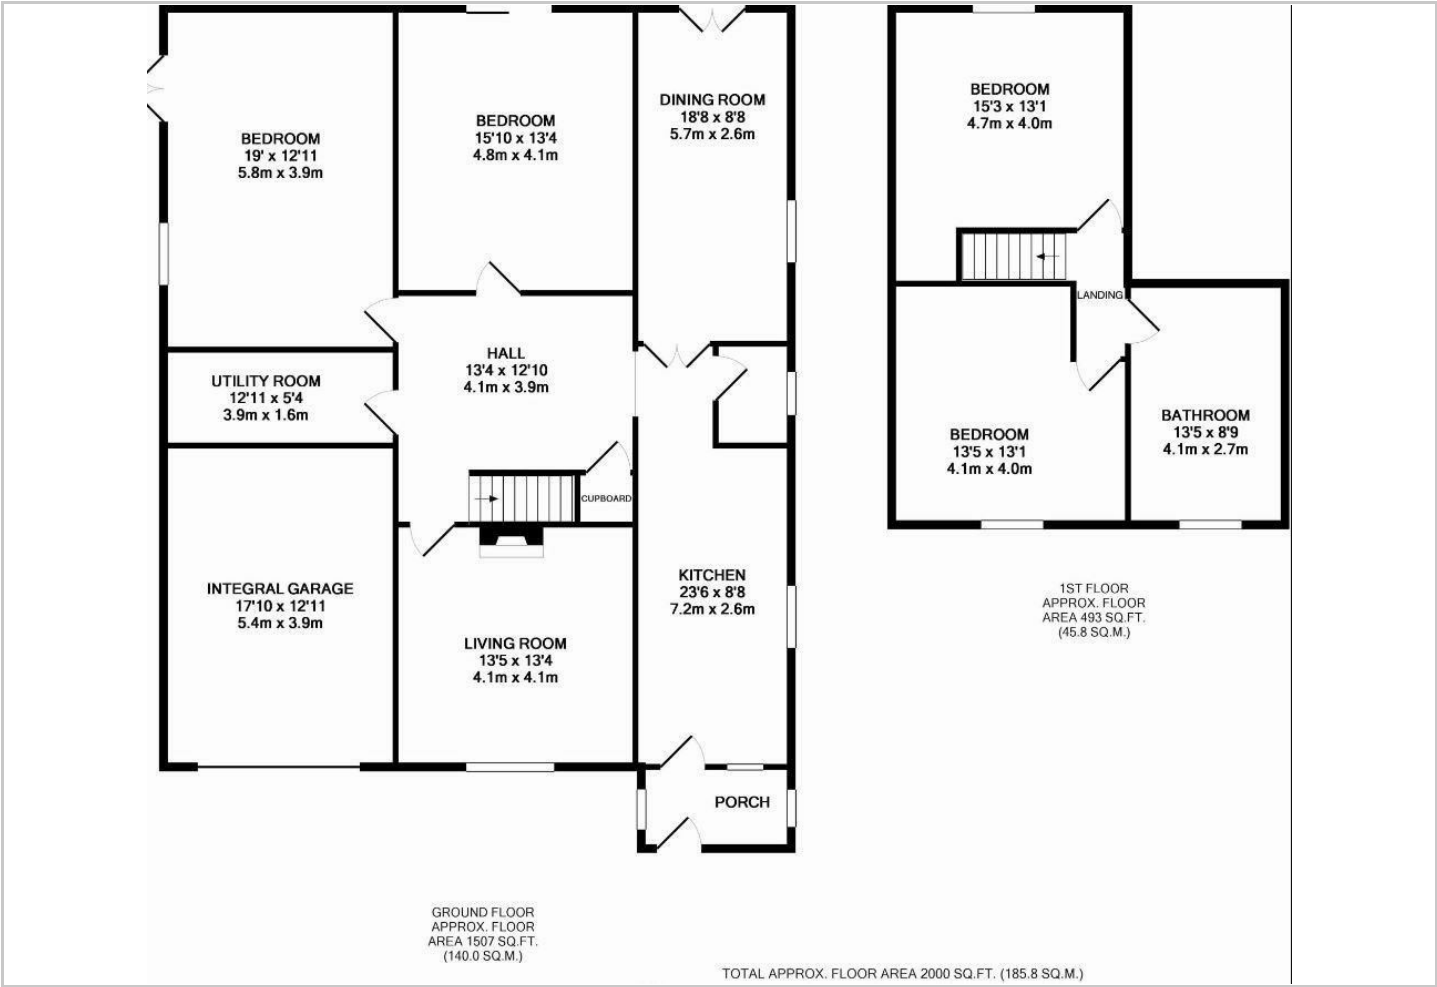 BEDROOM
19' x 12'11
5.8m x 3.9m
BEDROOM
15'10 x 13'4
4.8m x 4.1m
DINING ROOM
18'8 x 8'8
5.7m x 2.6m
UTILITY ROOM
12'11 x 5'4
3.9m x 1.6m
HALL
13'4 x 12'10
4.1m x 3.9m
CUPBOARD
INTEGRAL GARAGE
17'10 x 12'11
5.4m x 3.9m
LIVING ROOM
13'5 x 13'4
4.1m x 4.1m
KITCHEN
23'6 x 8'8
7.2m x 2.6m
PORCH
GROUND FLOOR
APPROX. FLOOR
AREA 1507 SQ.FT.
(140.0 SQ.M.)
BEDROOM
15'3 x 13'1
4.7m x 4.0m
LANDING
BEDROOM
13'5 x 13'1
4.1m x 4.0m
BATHROOM
13'5 x 8'9
4.1m x 2.7m
1ST FLOOR
APPROX. FLOOR
AREA 493 SQ.FT.
(45.8 SQ.M.)
TOTAL APPROX. FLOOR AREA 2000 SQ.FT. (185.8 SQ.M.)